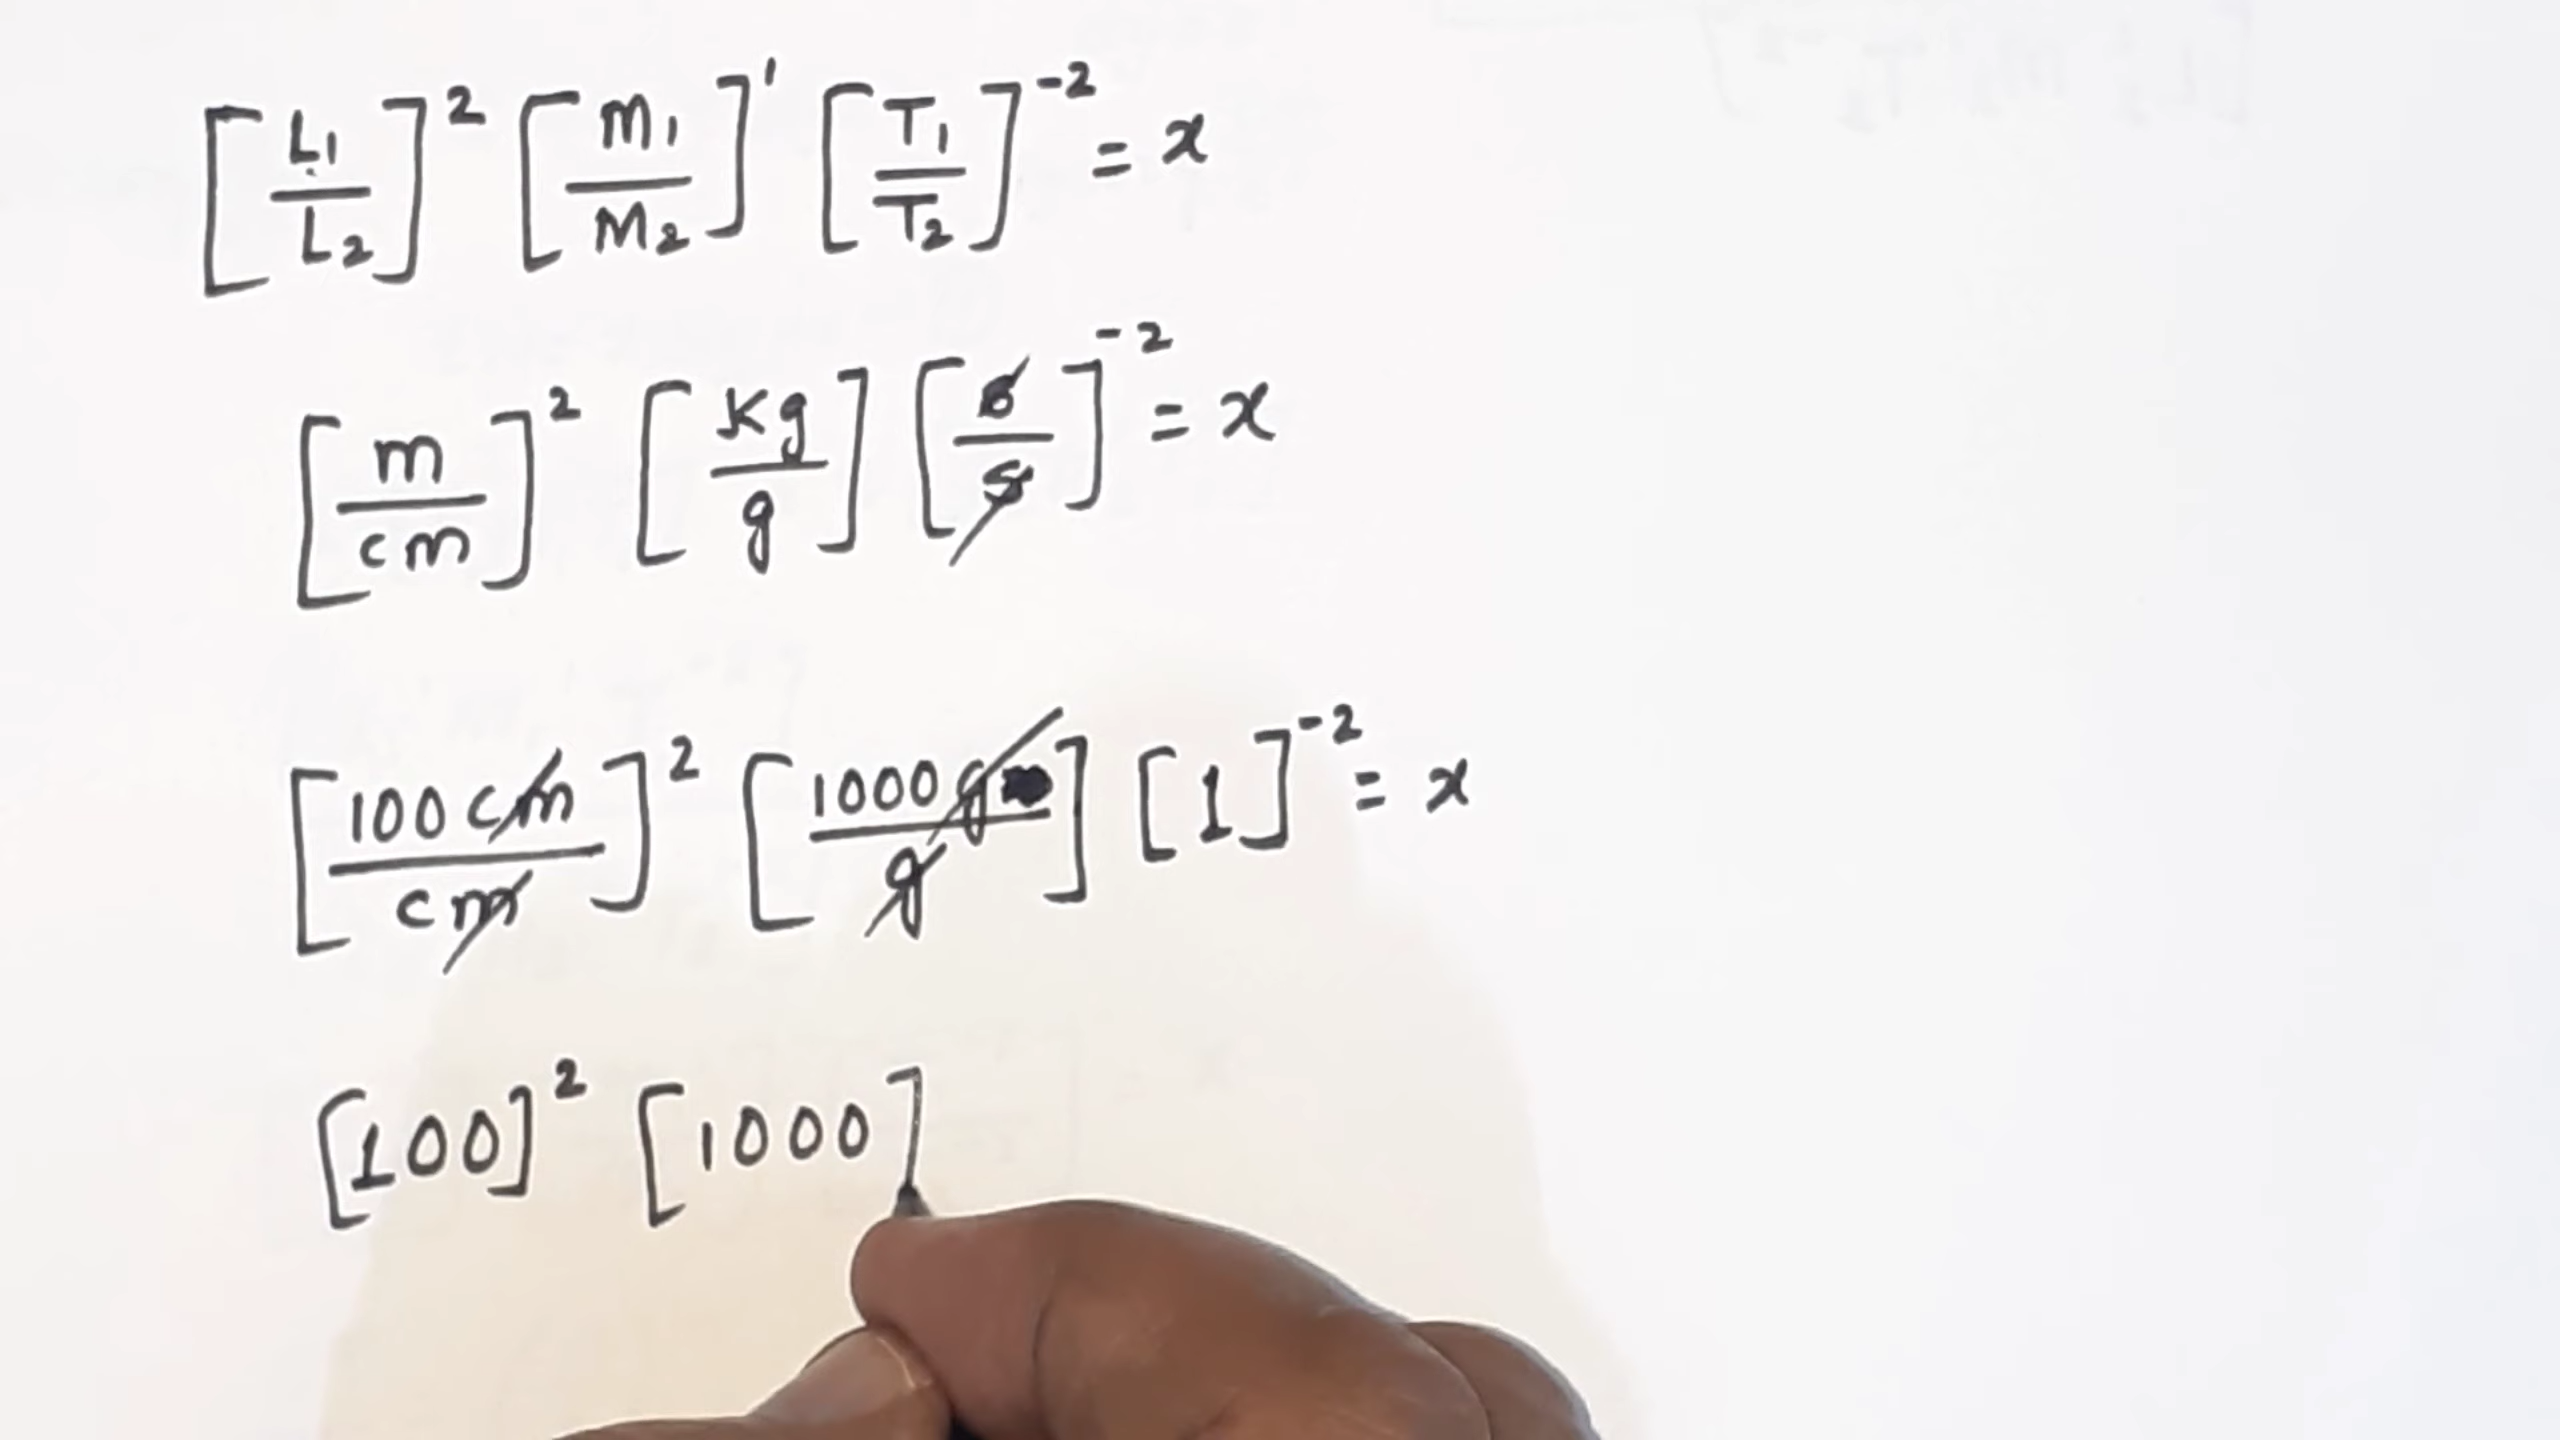 [L₁/L₂]² [M₁/M₂]¹ [T₁/T₂]⁻² = x
[m/cm]² [kg/g] [s/s]⁻² = x
[100 cm/cm]² [1000 g/g] [1]⁻² = x
[100]² [1000]